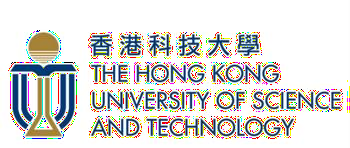 香港科技大學
THE HONG KONG
UNIVERSITY OF SCIENCE
AND TECHNOLOGY